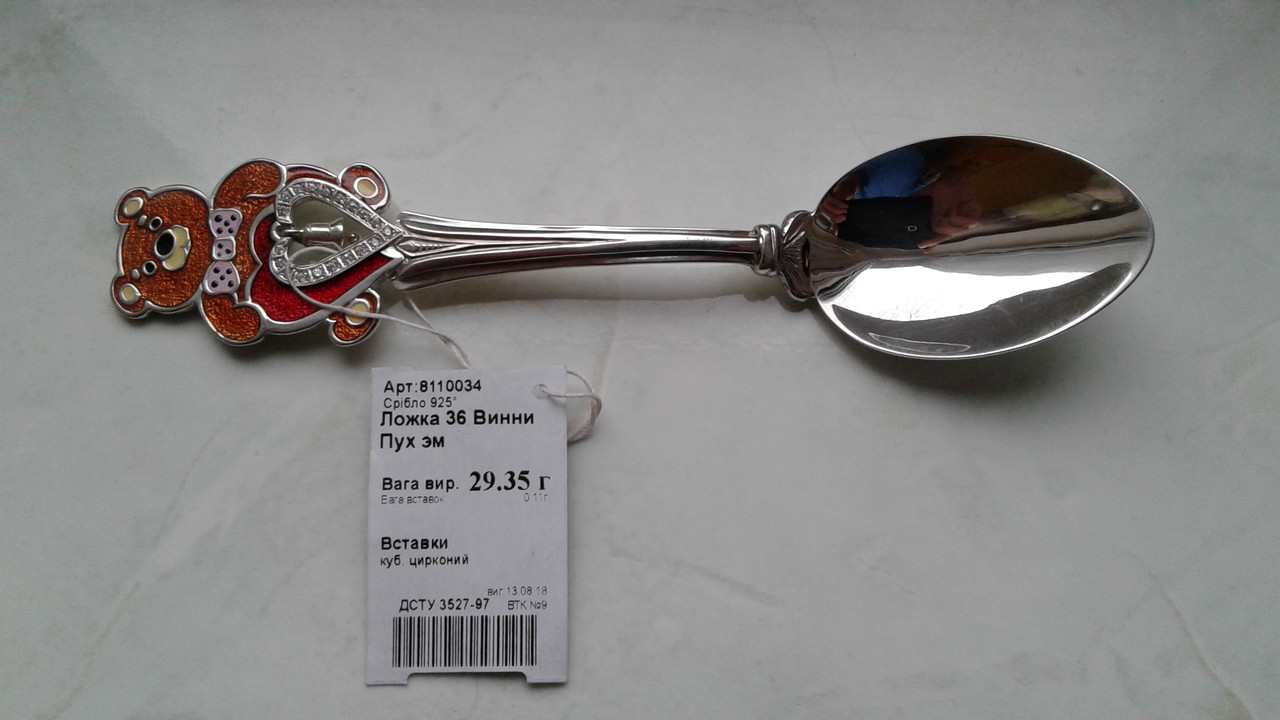 Арт:8110034
Срібло 925°
Ложка 36 Винни
Пух эм
Вага вир. 29.35 г
Вага вставок 0.11г
Вставки
куб. цирконий
виг 13.08.18
ДСТУ 3527-97 ВТК №9